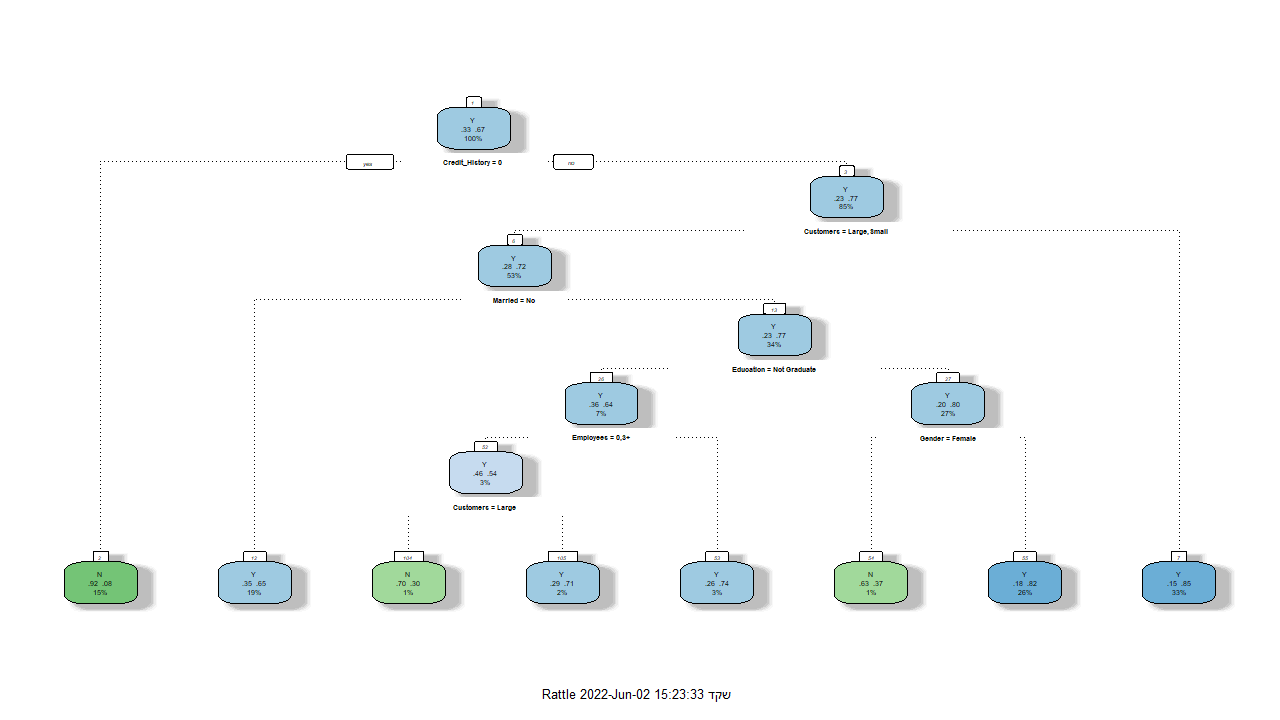 1
Y
.33 .67
100%
yes
Credit_History = 0
no
3
Y
.23 .77
85%
Customers = Large,Small
6
Y
.28 .72
53%
Married = No
13
Y
.23 .77
34%
Education = Not Graduate
26
Y
.36 .64
7%
Employees = 0,3+
27
Y
.20 .80
27%
Gender = Female
52
Y
.46 .54
3%
Customers = Large
2
N
.92 .08
15%
12
Y
.35 .65
19%
104
N
.70 .30
1%
105
Y
.29 .71
2%
53
Y
.26 .74
3%
54
N
.63 .37
1%
55
Y
.18 .82
26%
7
Y
.15 .85
33%
Rattle 2022-Jun-02 15:23:33 שקד